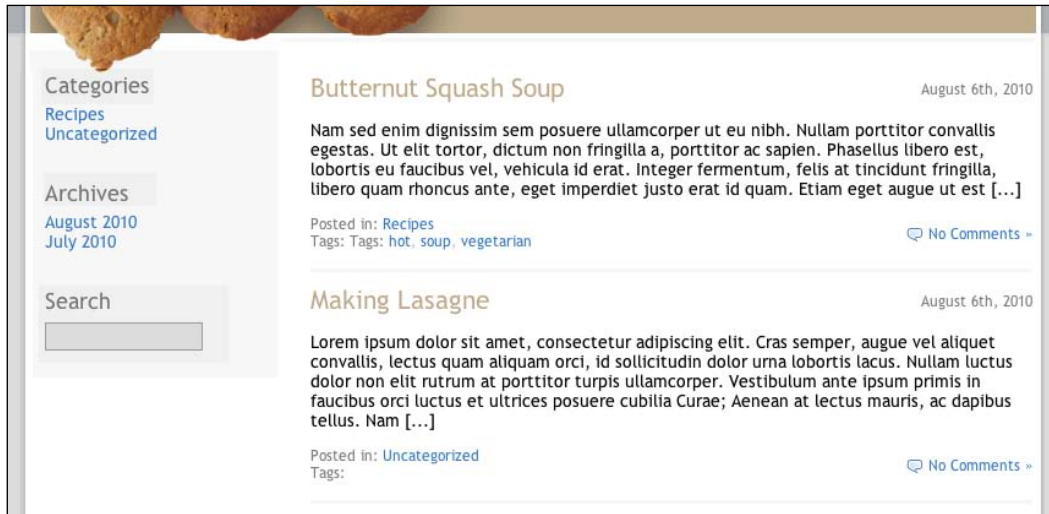 Categories
Recipes
Uncategorized
Archives
August 2010
July 2010
Search
Butternut Squash Soup
August 6th, 2010
Nam sed enim dignissim sem posuere ullamcorper ut eu nibh. Nullam porttitor convallis
egestas. Ut elit tortor, dictum non fringilla a, porttitor ac sapien. Phasellus libero est,
lobortis eu faucibus vel, vehicula id erat. Integer fermentum, felis at tincidunt fringilla,
libero quam rhoncus ante, eget imperdiet justo erat id quam. Etiam eget augue ut est [...]
Posted in: Recipes
Tags: Tags: hot, soup, vegetarian
No Comments »
Making Lasagne
August 6th, 2010
Lorem ipsum dolor sit amet, consectetur adipiscing elit. Cras semper, augue vel aliquet
convallis, lectus quam aliquam orci, id sollicitudin dolor urna lobortis lacus. Nullam luctus
dolor non elit rutrum at porttitor turpis ullamcorper. Vestibulum ante ipsum primis in
faucibus orci luctus et ultrices posuere cubilia Curae; Aenean at lectus mauris, ac dapibus
tellus. Nam [...]
Posted in: Uncategorized
Tags:
No Comments »